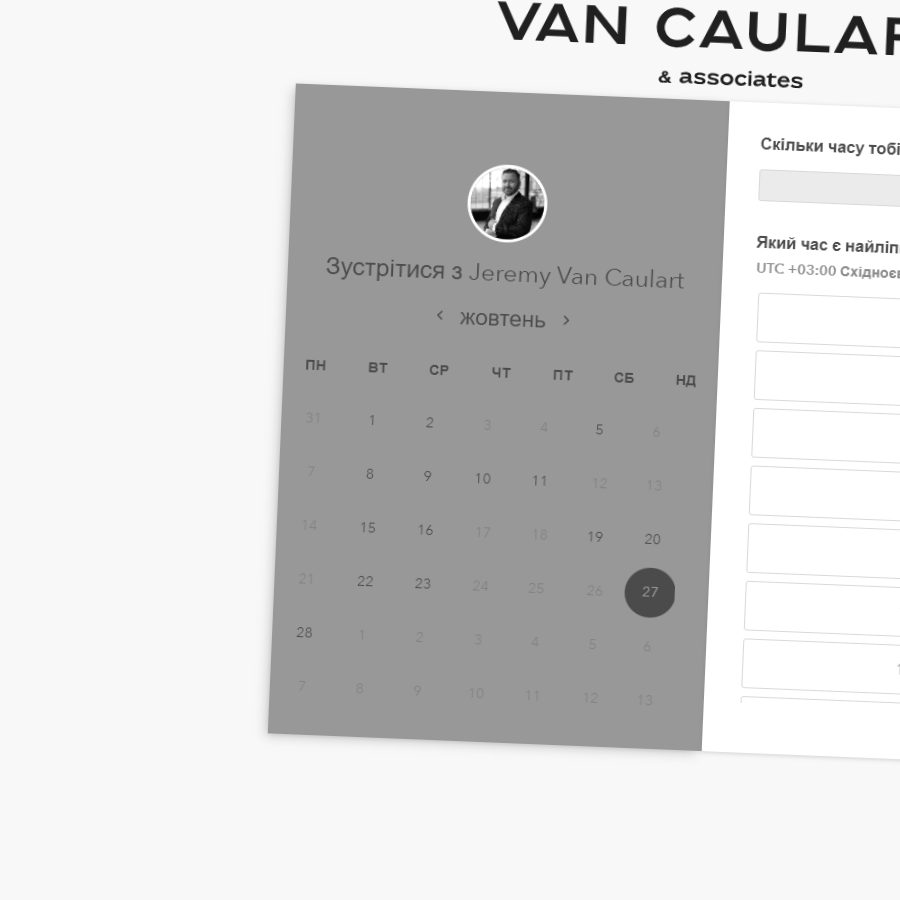 VAN CAULAR
& associates
Зустрітися з Jeremy Van Caulart
‹ жовтень ›
ПН ВТ СР ЧТ ПТ СБ НД
31 1 2 3 4 5 6
7 8 9 10 11 12 13
14 15 16 17 18 19 20
21 22 23 24 25 26 27
28 1 2 3 4 5 6
7 8 9 10 11 12 13
Скільки часу тобі
Який час є найліп
UTC +03:00 Східноєв